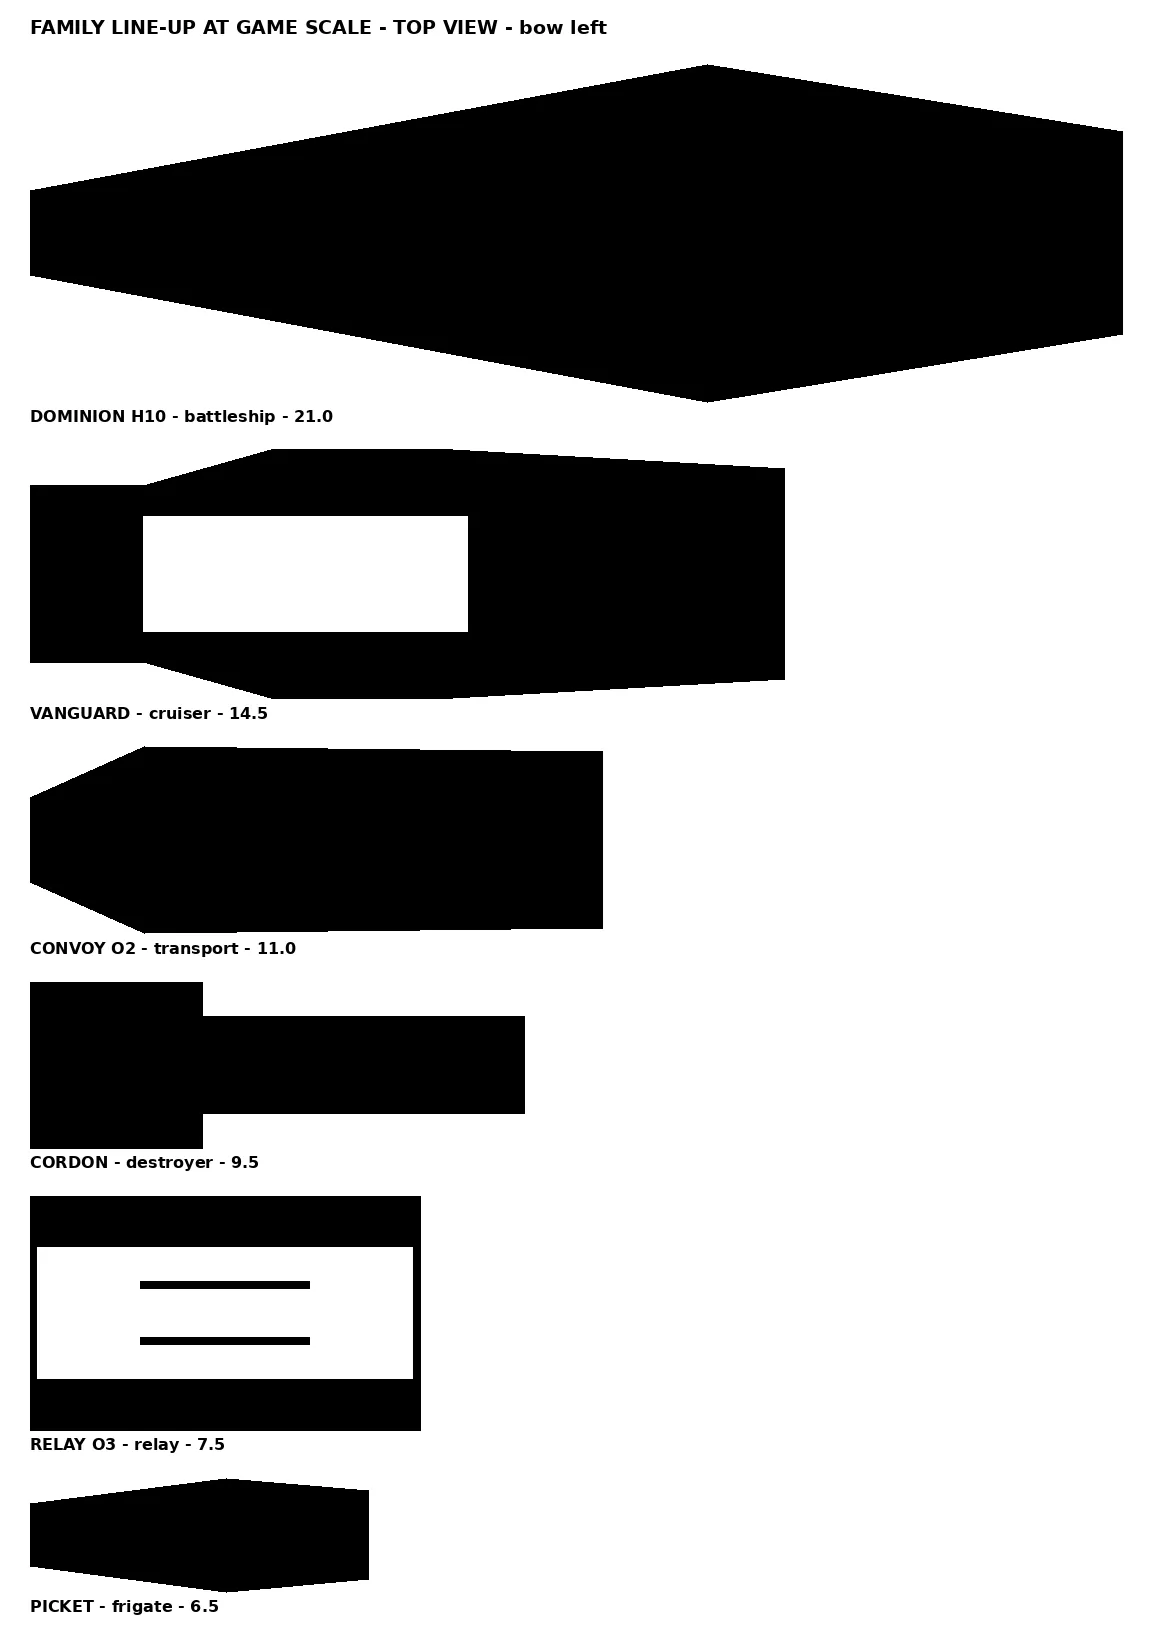 FAMILY LINE-UP AT GAME SCALE - TOP VIEW - bow left
DOMINION H10 - battleship - 21.0
VANGUARD - cruiser - 14.5
CONVOY O2 - transport - 11.0
CORDON - destroyer - 9.5
RELAY O3 - relay - 7.5
PICKET - frigate - 6.5